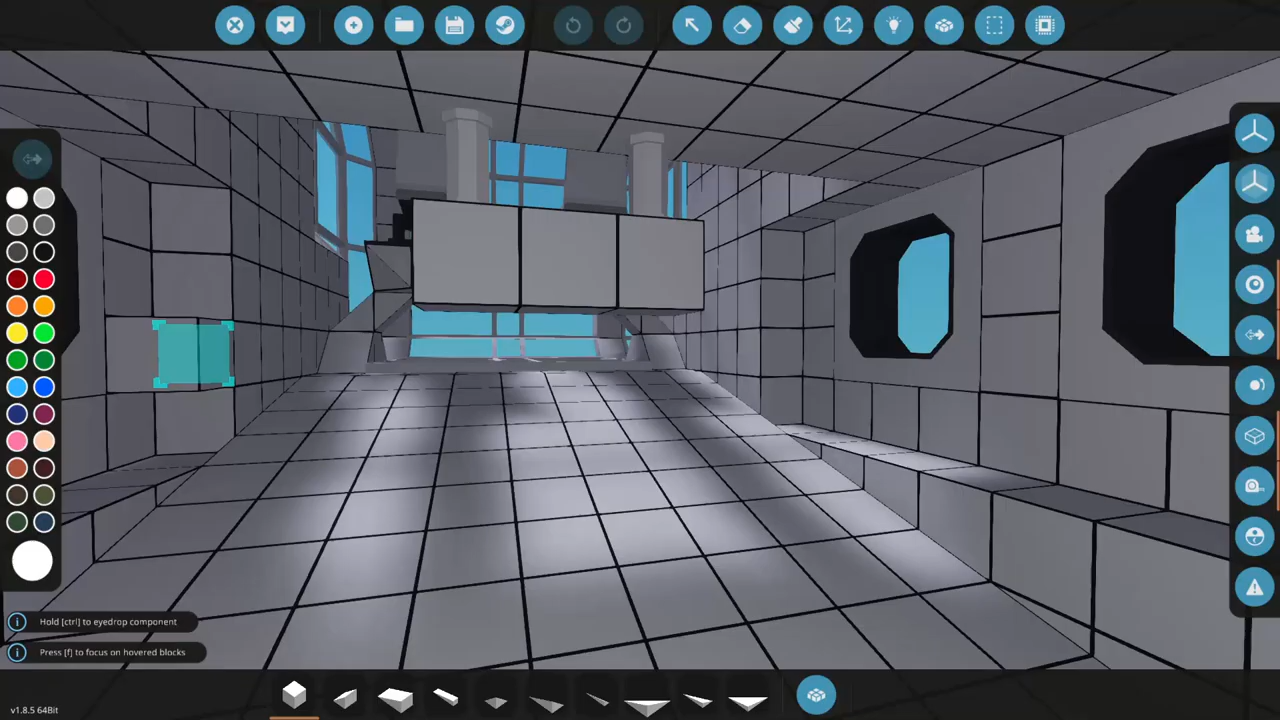 Hold [ctrl] to eyedrop component
Press [f] to focus on hovered blocks
v1.8.5 64Bit